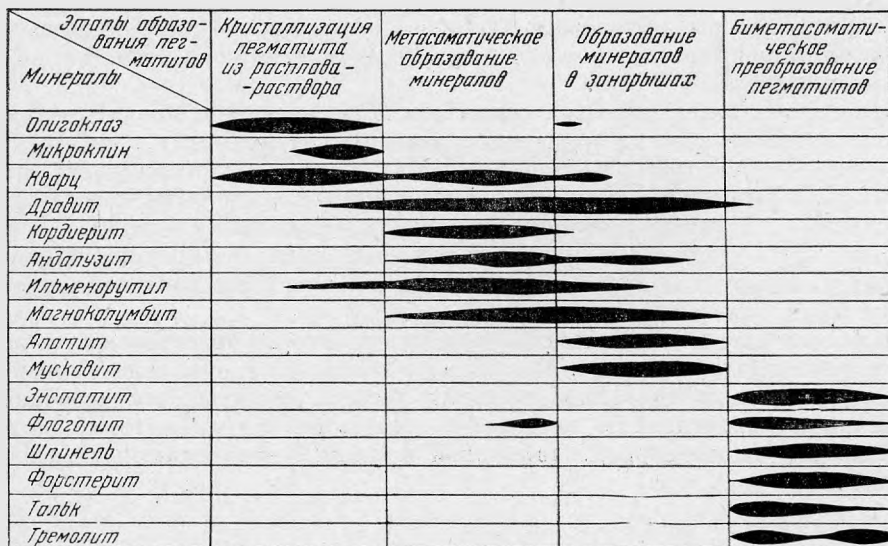 Этапы образо-
вания пег-
матитов
Минералы
Кристаллизация
пегматита
из расплава-
-раствора
Метасоматическое
образование
минералов
Образование
минералов
в занорышах
Биметасомати-
ческое
преобразование
пегматитов
Олигоклаз
Микроклин
Кварц
Дравит
Кордиерит
Андалузит
Ильменорутил
Магноколумбит
Апатит
Мусковит
Энстатит
Флогопит
Шпинель
Форстерит
Тальк
Тремолит